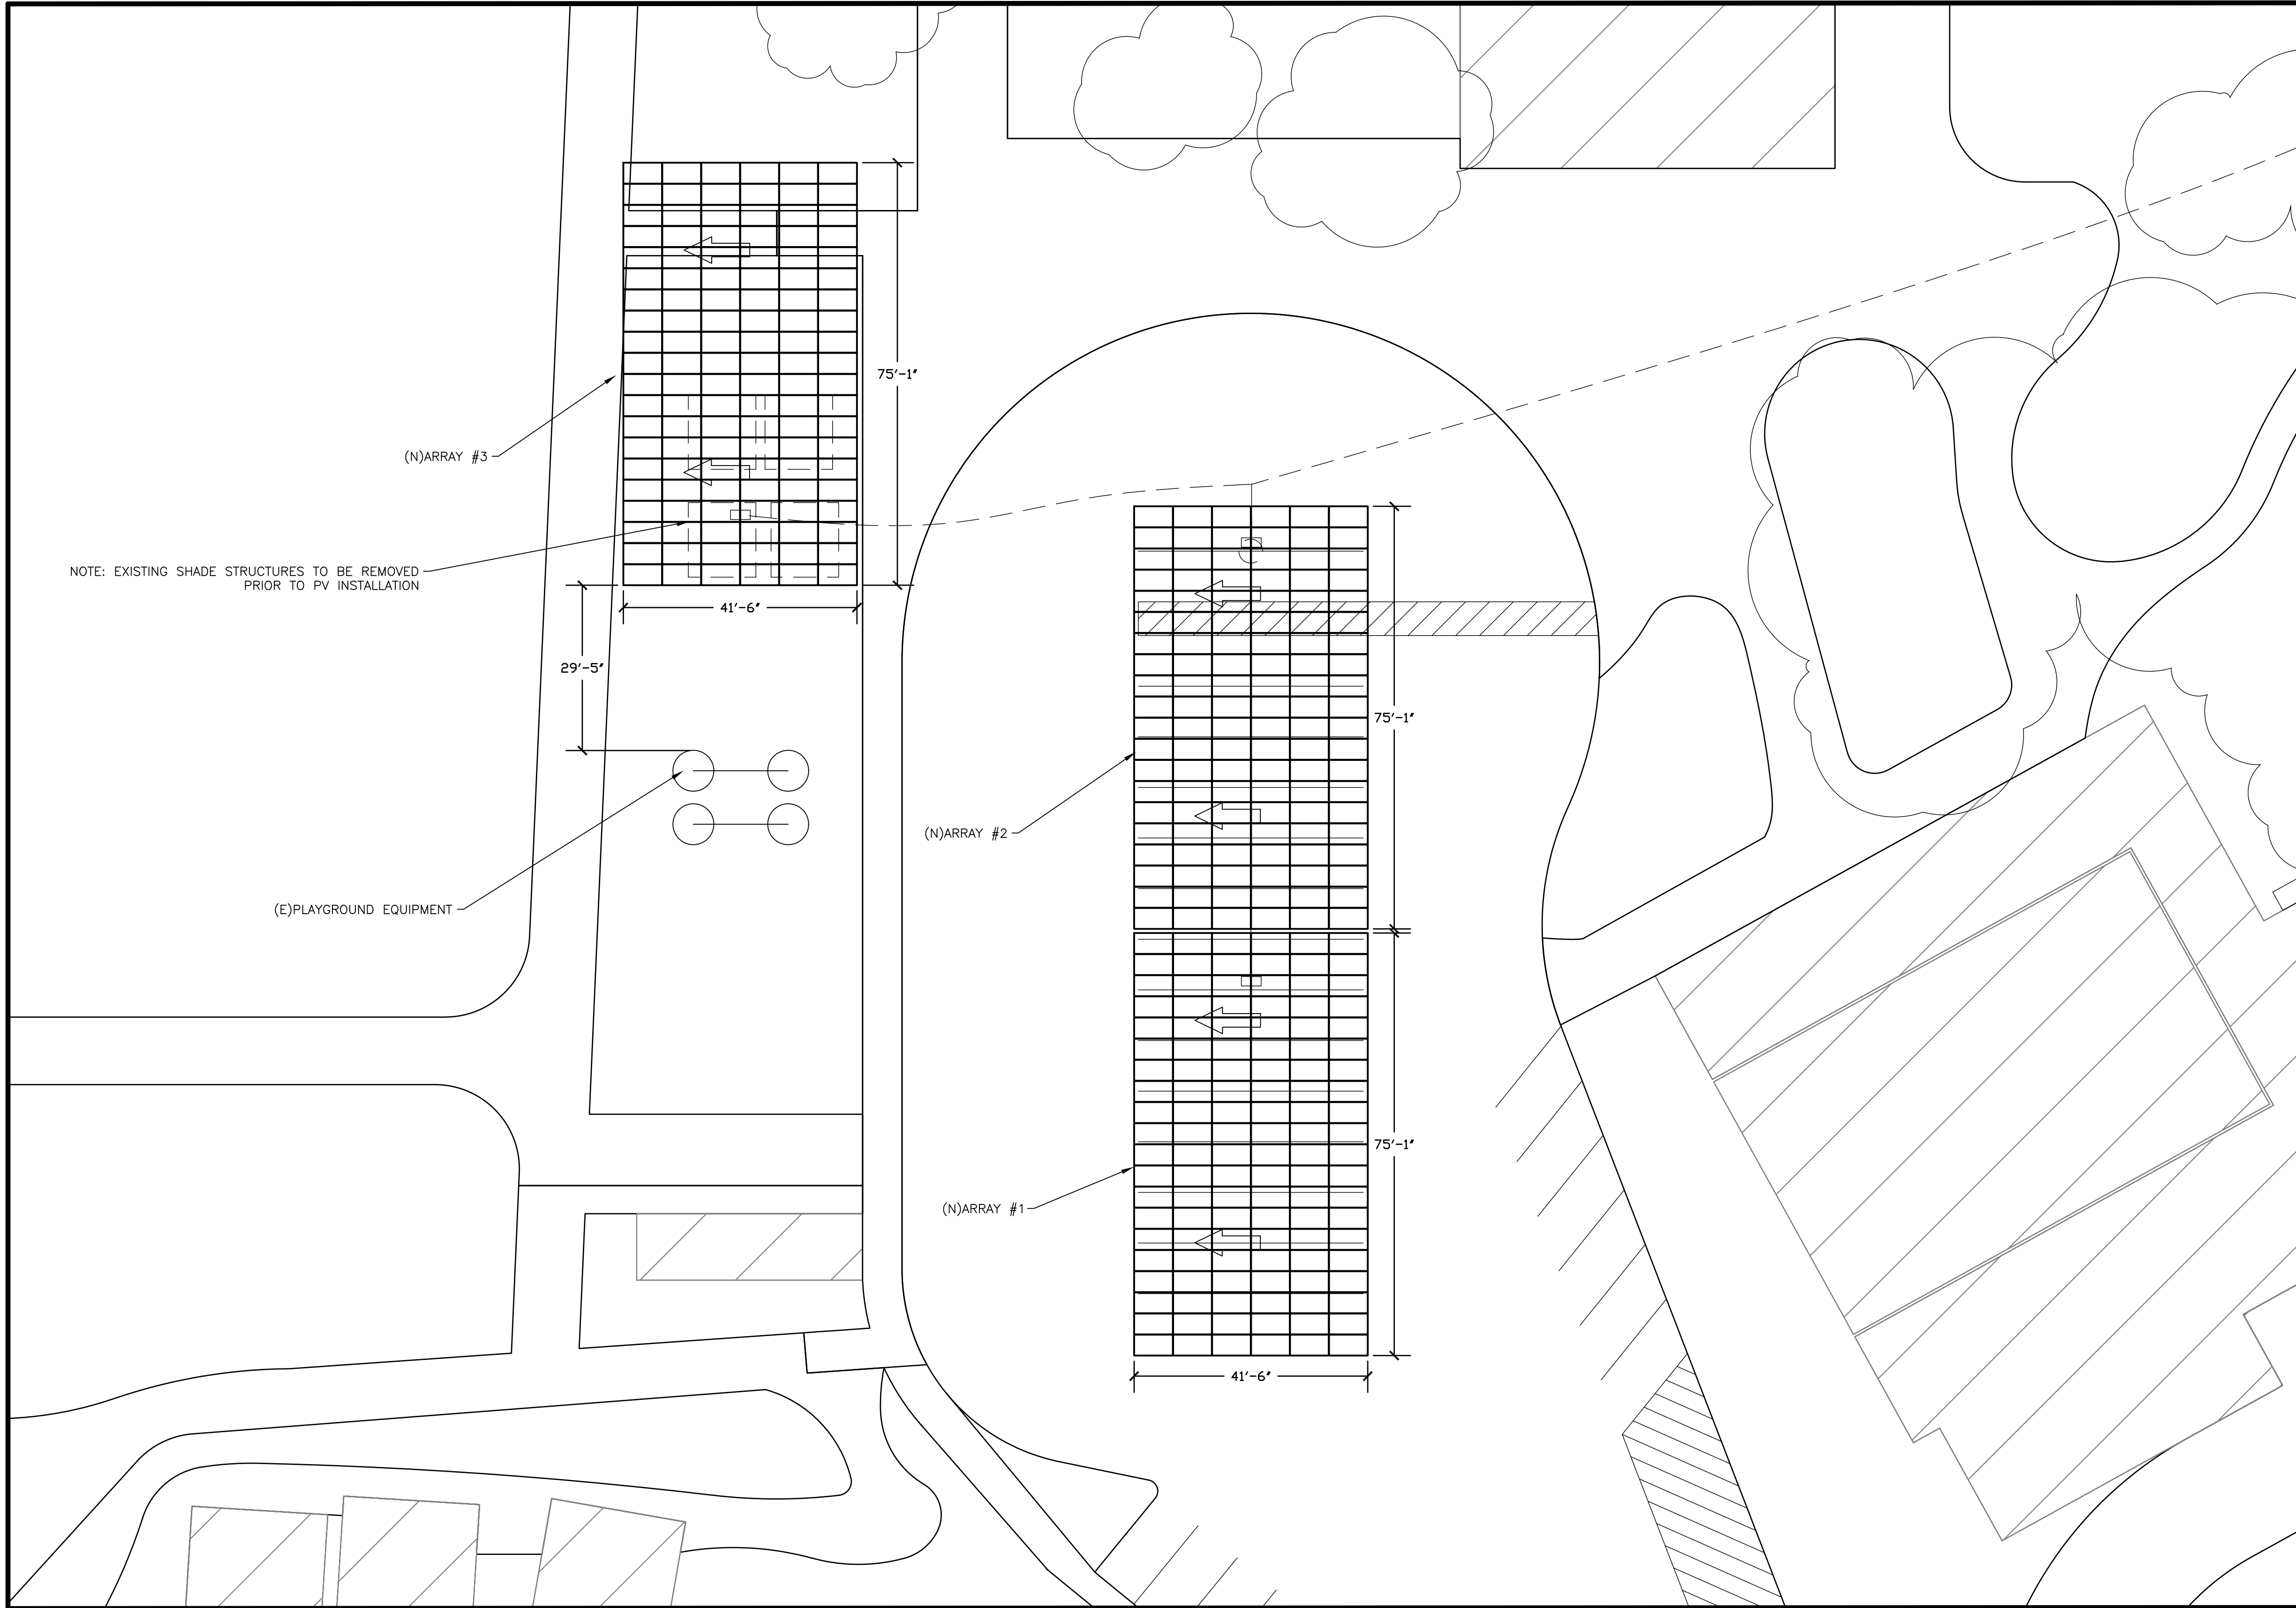 75'-1"
(N)ARRAY #3
NOTE: EXISTING SHADE STRUCTURES TO BE REMOVED
PRIOR TO PV INSTALLATION
41'-6"
29'-5"
75'-1"
(N)ARRAY #2
(E)PLAYGROUND EQUIPMENT
75'-1"
(N)ARRAY #1
41'-6"